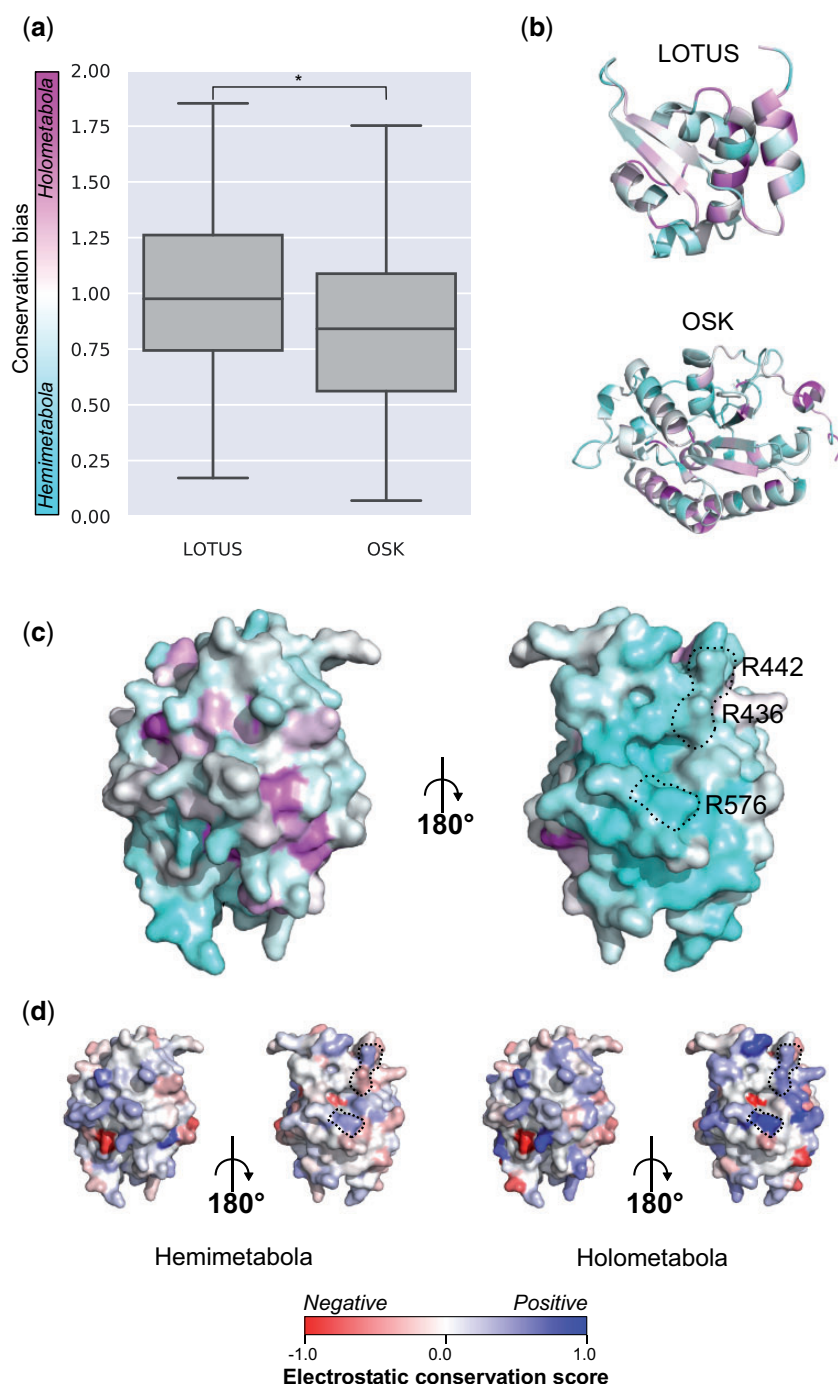 (a)
Conservation bias
Holometabola
Hemimetabola
2.00
1.75
1.50
1.25
1.00
0.75
0.50
0.25
0.00
*
LOTUS
OSK
(b)
LOTUS
OSK
(c)
180°
R442
R436
R576
(d)
180°
180°
Hemimetabola
Holometabola
Negative
Positive
-1.0
0.0
1.0
Electrostatic conservation score